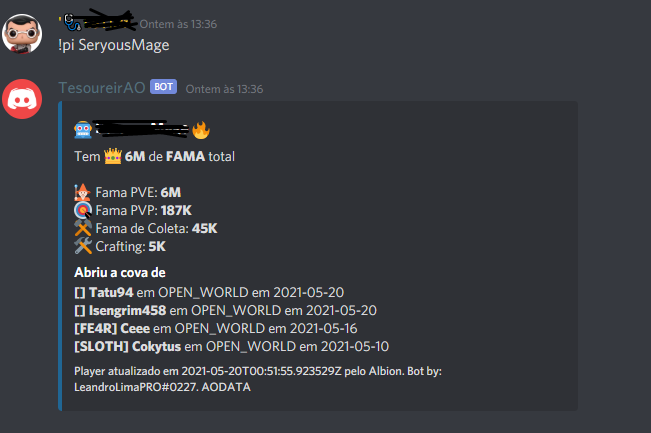 Ontem às 13:36
!pi SeryousMage
TesoureirAO BOT Ontem às 13:36
Tem 6M de FAMA total
Fama PVE: 6M
Fama PVP: 187K
Fama de Coleta: 45K
Crafting: 5K
Abriu a cova de
[] Tatu94 em OPEN_WORLD em 2021-05-20
[] Isengrim458 em OPEN_WORLD em 2021-05-20
[FE4R] Ceee em OPEN_WORLD em 2021-05-16
[SLOTH] Cokytus em OPEN_WORLD em 2021-05-10
Player atualizado em 2021-05-20T00:51:55.923529Z pelo Albion. Bot by:
LeandroLimaPRO#0227. AODATA